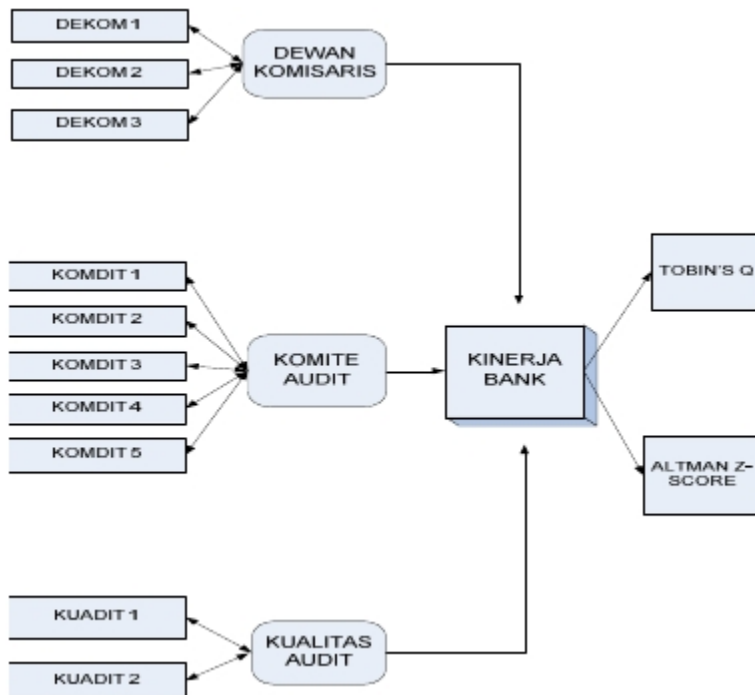 DEKOM 1
DEKOM 2
DEKOM 3
DEWAN
KOMISARIS
KOMDIT 1
KOMDIT 2
KOMDIT 3
KOMDIT 4
KOMDIT 5
KOMITE
AUDIT
KINERJA
BANK
TOBIN'S Q
ALTMAN Z-
SCORE
KUADIT 1
KUADIT 2
KUALITAS
AUDIT